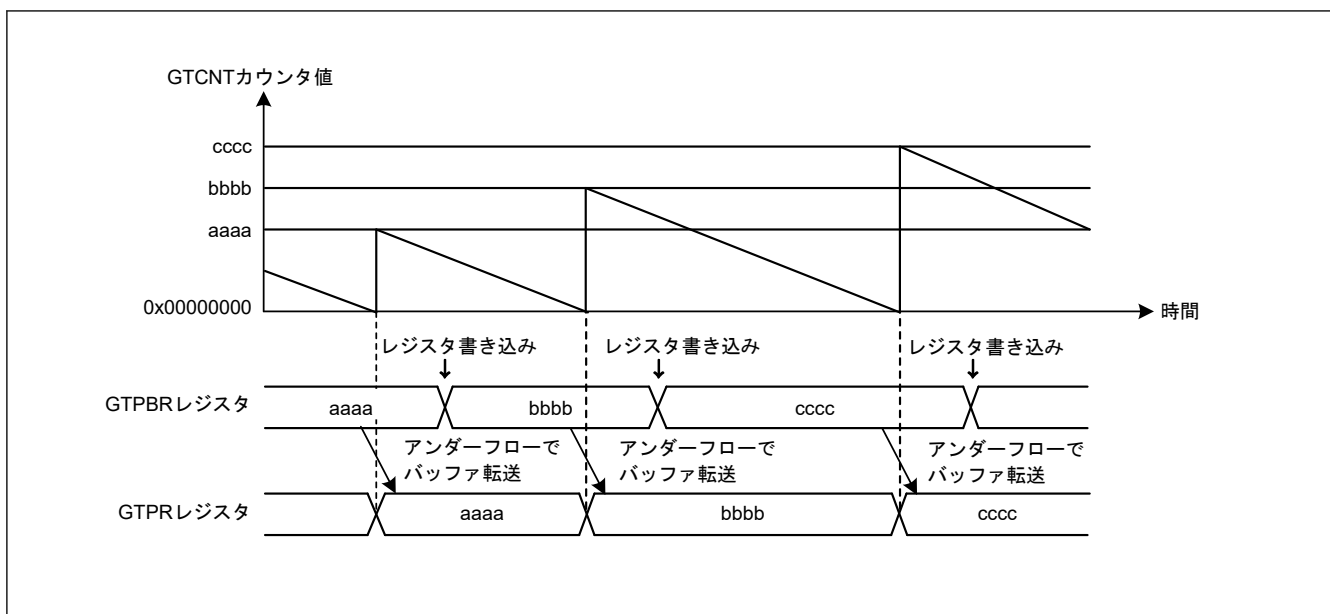 GTCNTカウンタ値
cccc
bbbb
aaaa
0x00000000
時間
レジスタ書き込み
レジスタ書き込み
レジスタ書き込み
GTPBRレジスタ
aaaa
bbbb
cccc
アンダーフローで
バッファ転送
アンダーフローで
バッファ転送
アンダーフローで
バッファ転送
GTPRレジスタ
aaaa
bbbb
cccc